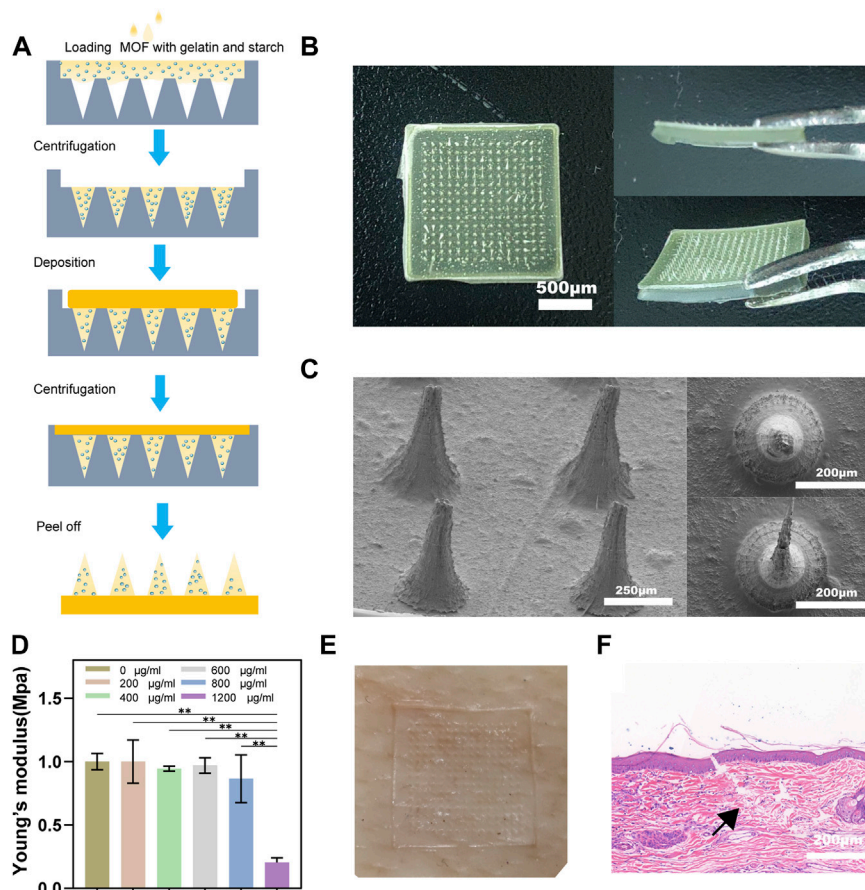 A
Loading MOF with gelatin and starch
Centrifugation
Deposition
Centrifugation
Peel off
B
500μm
C
250μm
200μm
200μm
D
Young's modulus(Mpa)
1.5
1.0
0.5
0.0
0 μg/ml
200 μg/ml
400 μg/ml
600 μg/ml
800 μg/ml
1200 μg/ml
**
**
**
**
**
E
F
200μm